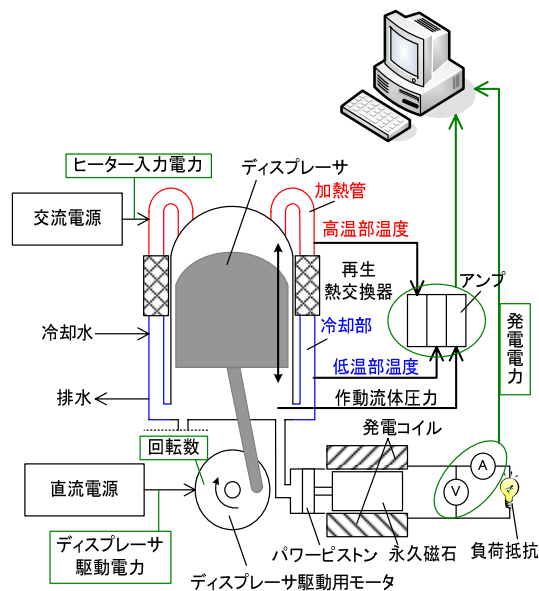 ヒーター入力電力
ディスプレーサ
加熱管
交流電源
高温部温度
再生
熱交換器
アンプ
冷却水
冷却部
発電電力
低温部温度
排水
作動流体圧力
発電コイル
回転数
直流電源
A
V
ディスプレーサ
駆動電力
パワーピストン
永久磁石
負荷抵抗
ディスプレーサ駆動用モータ